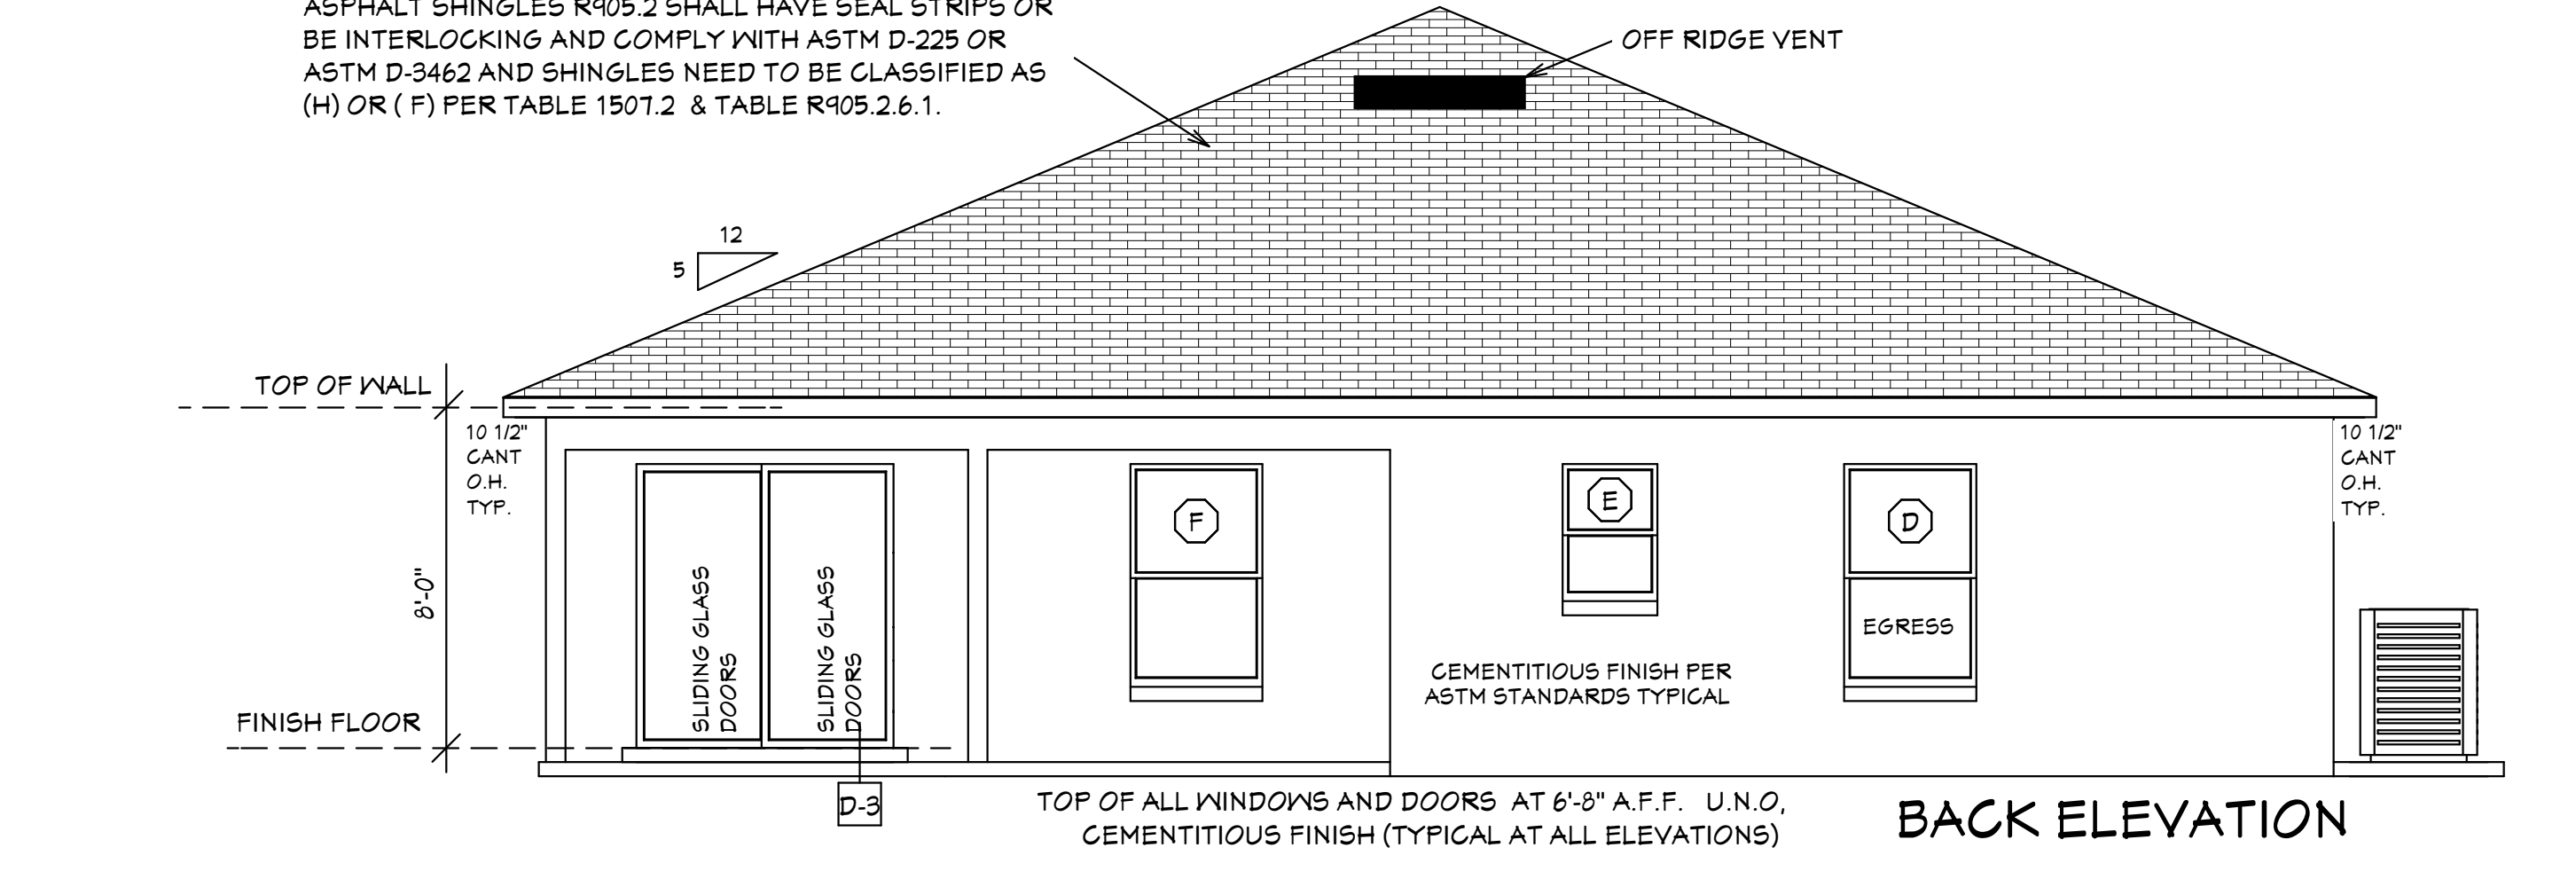 ASPHALT SHINGLES R905.2 SHALL HAVE SEAL STRIPS OR
BE INTERLOCKING AND COMPLY WITH ASTM D-225 OR
ASTM D-3462 AND SHINGLES NEED TO BE CLASSIFIED AS
(H) OR ( F) PER TABLE 1507.2 & TABLE R905.2.6.1.
OFF RIDGE VENT
12
5
TOP OF WALL
10 1/2"
CANT
O.H.
TYP.
10 1/2"
CANT
O.H.
TYP.
8'-0"
SLIDING GLASS
DOORS
SLIDING GLASS
DOORS
F
E
D
EGRESS
CEMENTITIOUS FINISH PER
ASTM STANDARDS TYPICAL
FINISH FLOOR
D-3
TOP OF ALL WINDOWS AND DOORS AT 6'-8" A.F.F. U.N.O,
CEMENTITIOUS FINISH (TYPICAL AT ALL ELEVATIONS)
BACK ELEVATION